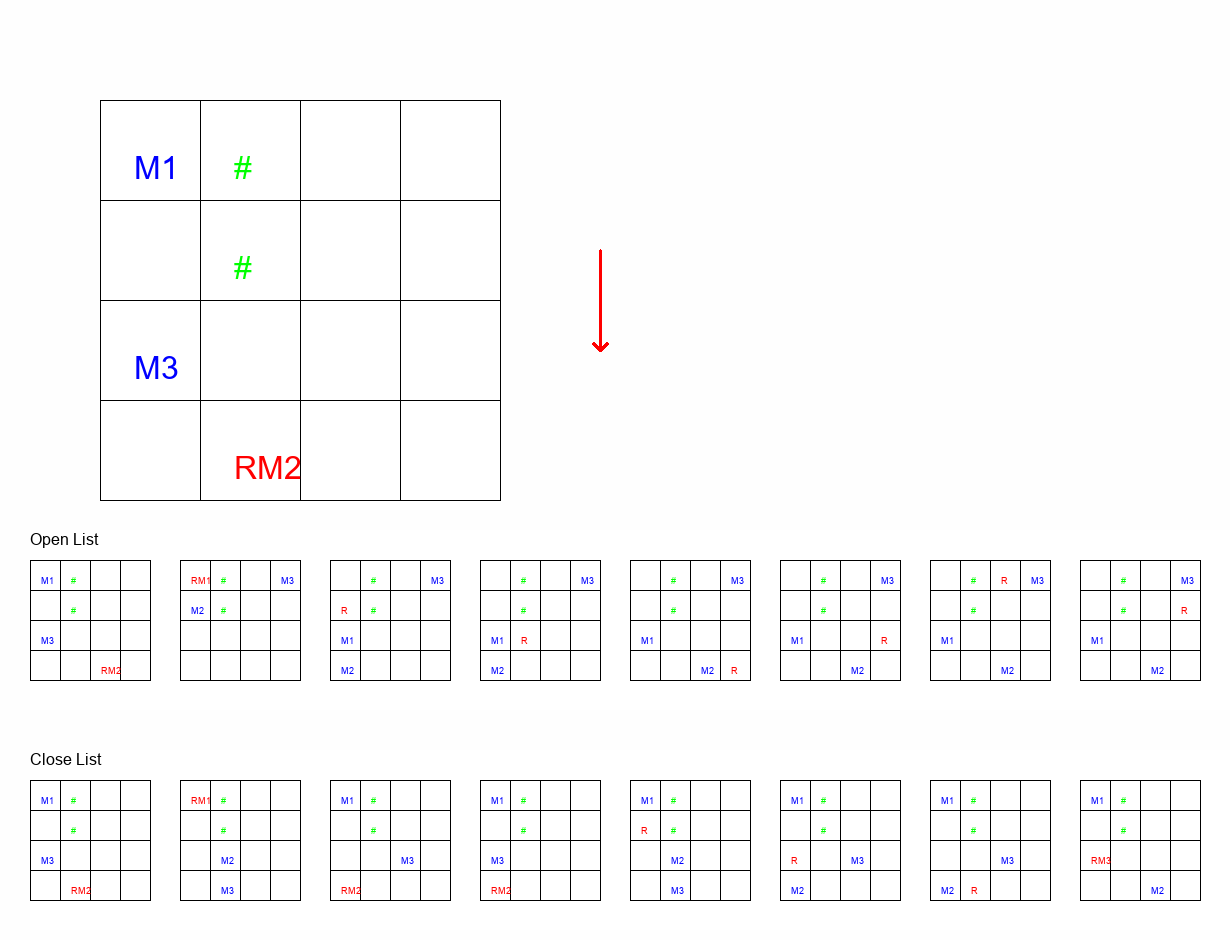 M1 #
#
M3
RM2
Open List
M1 # RM1 # M3 # M3 # M3 # M3 # M3 # R M3 # M3
# M2 # R # # # # # # R
M3 M1 M1 R M1 M1 R M1 M1
RM2 M2 M2 M2 R M2 M2 M2
Close List
M1 # RM1 # M1 # M1 # M1 # M1 # M1 # M1 #
# # # # R # # # #
M3 M2 M3 M3 M2 R M3 M3 RM3
RM2 M3 RM2 RM2 M3 M2 M2 R M2